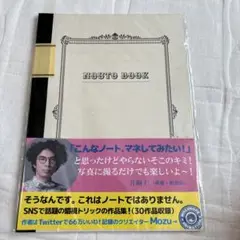 MOUTO BOOK
「こんなノート、マネしてみたい！」
と思ったけどやらないそこのキミ！
写真に撮るだけでも楽しいよ〜！
そうなんです。これはノートではありません。
SNSで話題の錯視トリックの作品集！〈30作品収録〉
作者はTwitterで66万いいね！記録のクリエイターMozu